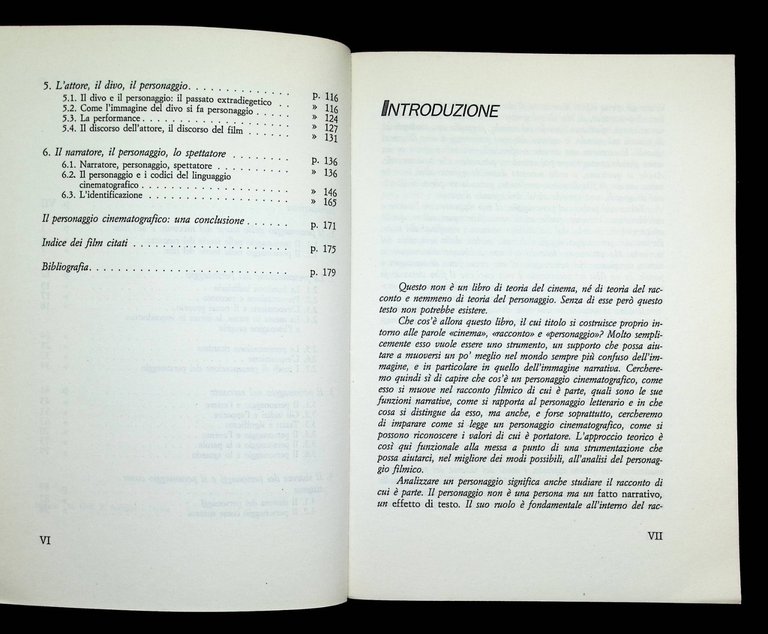 5. L'attore, il divo, il personaggio. . . . . . . . . . . . . . p. 116
5.1. Il divo e il personaggio: il passato extradiegetico . . » 116
5.2. Come l'immagine del divo si fa personaggio . . . . . » 124
5.3. La performance . . . . . . . . . . . . . . . . . . . . » 127
5.4. Il discorso dell'attore, il discorso del film . . . . . . » 131
6. Il narratore, il personaggio, lo spettatore . . . . . . . . p. 136
6.1. Narratore, personaggio, spettatore . . . . . . . . . . » 136
6.2. Il personaggio e i codici del linguaggio
cinematografico . . . . . . . . . . . . . . . . . . . . » 146
6.3. L'identificazione . . . . . . . . . . . . . . . . . . . » 165
Il personaggio cinematografico: una conclusione . . . . . . p. 171
Indice dei film citati . . . . . . . . . . . . . . . . . . . . . p. 175
Bibliografia. . . . . . . . . . . . . . . . . . . . . . . . . . p. 179
VI
INTRODUZIONE
Questo non è un libro di teoria del cinema, né di teoria del rac-
conto e nemmeno di teoria del personaggio. Senza di esse però questo
testo non potrebbe esistere.
Che cos'è allora questo libro, il cui titolo si costruisce proprio in-
torno alle parole «cinema», «racconto» e «personaggio»? Molto sempli-
cemente esso vuole essere uno strumento, un supporto che possa aiu-
tare a muoversi un po' meglio nel mondo sempre più confuso dell'im-
magine, e in particolare in quello dell'immagine narrativa. Cerchere-
mo quindi sì di capire che cos'è un personaggio cinematografico, come
esso si muove nel racconto filmico di cui è parte, quali sono le sue
funzioni narrative, come si rapporta al personaggio letterario e in che
cosa si distingue da esso, ma anche, e forse soprattutto, cercheremo
di imparare come si legge un personaggio cinematografico, come si
possono riconoscere i valori di cui è portatore. L'approccio teorico è
così qui funzionale alla messa a punto di una strumentazione che
possa aiutarci, nel migliore dei modi possibili, all'analisi del personag-
gio filmico.
Analizzare un personaggio significa anche studiare il racconto di
cui è parte. Il personaggio non è una persona ma un fatto narrativo,
un effetto di testo. Il suo ruolo è fondamentale all'interno del rac-
VII